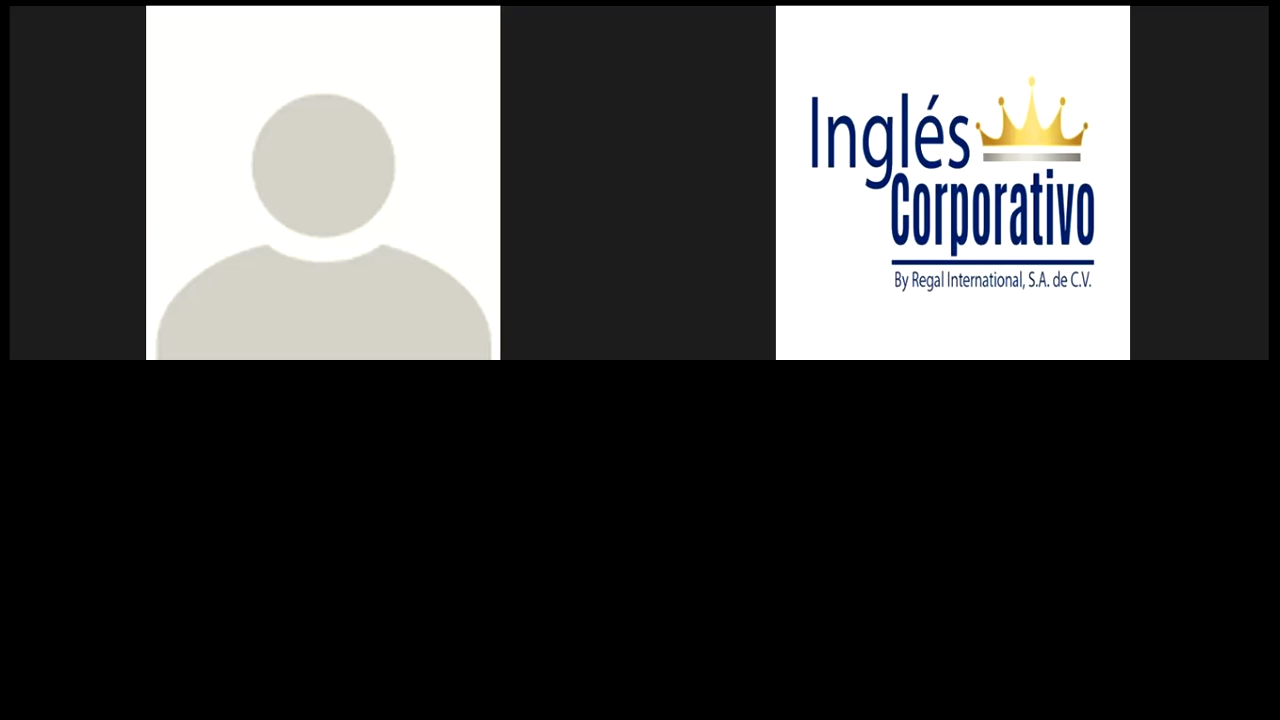 Inglés
Corporativo
By Regal International, S.A. de C.V.